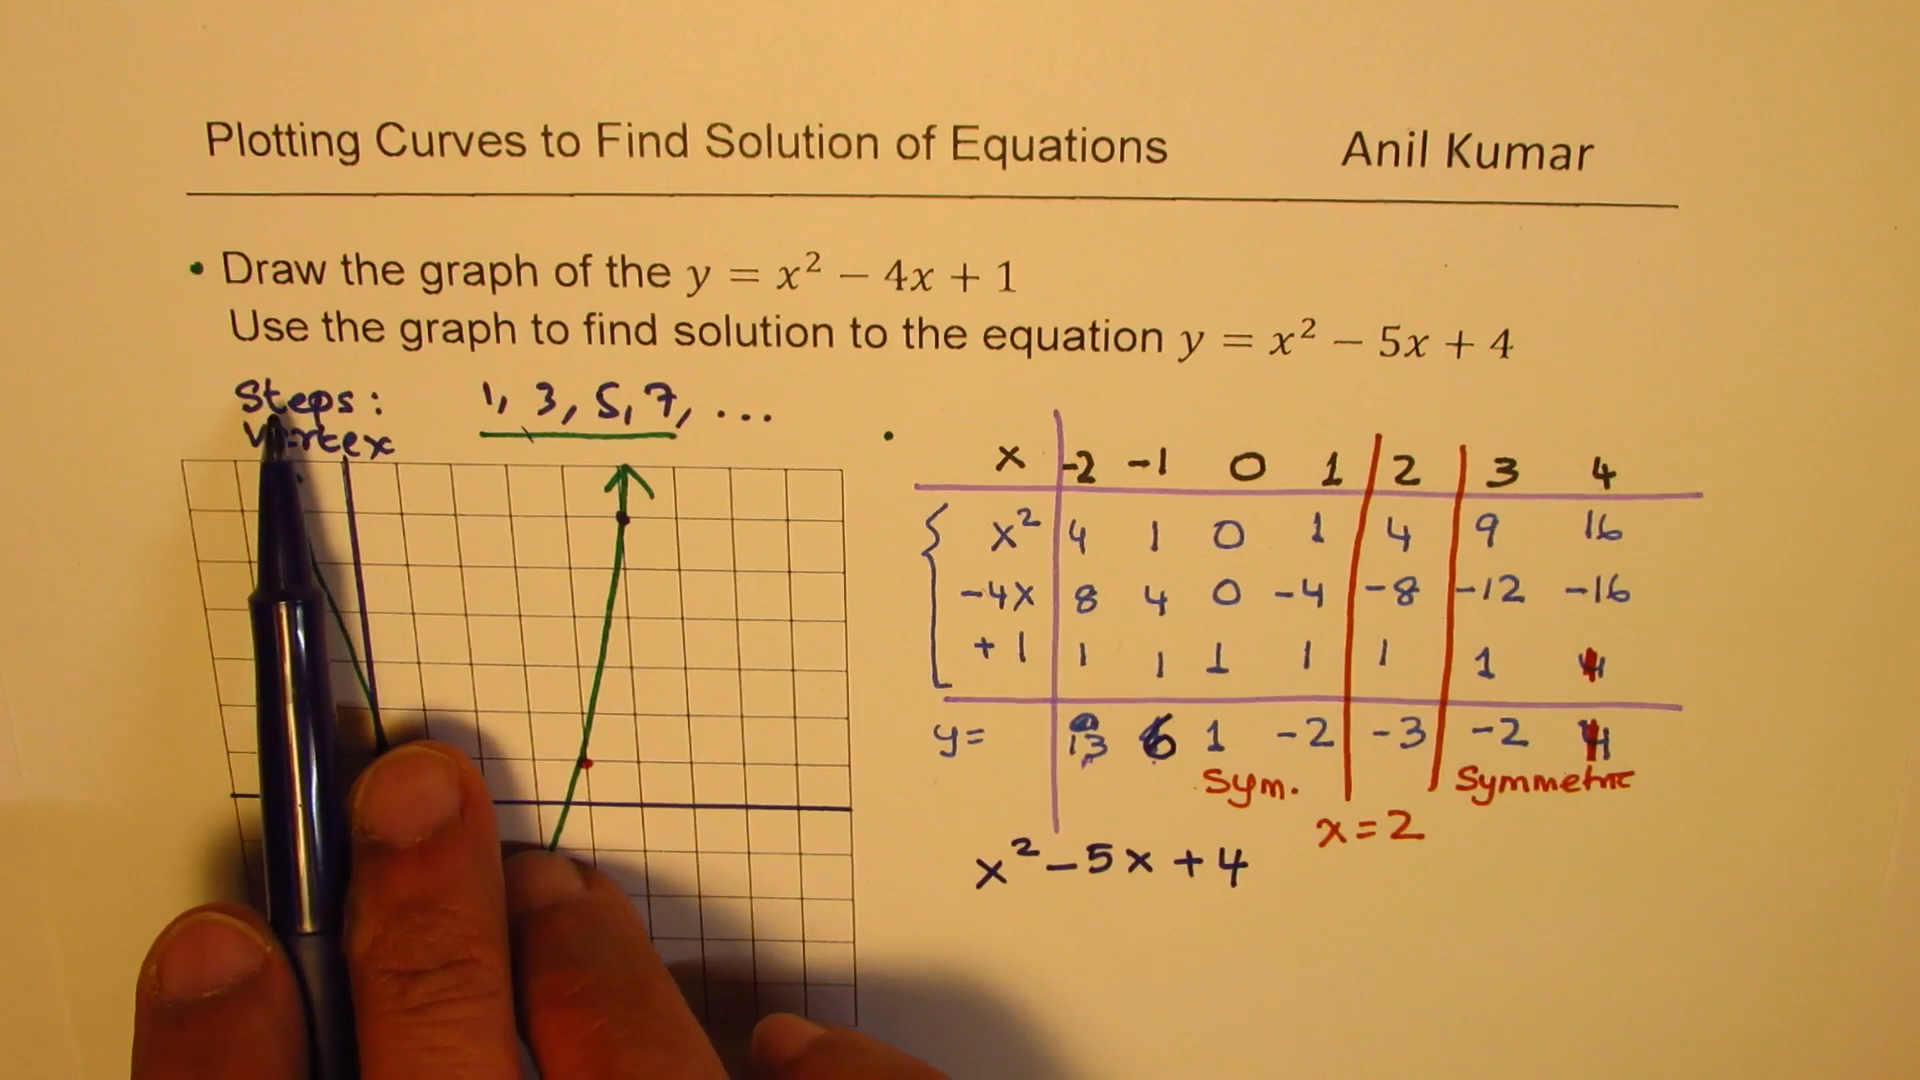 Plotting Curves to Find Solution of Equations Anil Kumar
• Draw the graph of the y = x² − 4x + 1
Use the graph to find solution to the equation y = x² − 5x + 4
Steps: 1, 3, 5, 7, ...
Vertex
x -2 -1 0 1 2 3 4
x² 4 1 0 1 4 9 16
-4x 8 4 0 -4 -8 -12 -16
+1 1 1 1 1 1 1
y= 13 6 1 -2 -3 -2
Sym. Symmetric
x=2
x²-5x+4